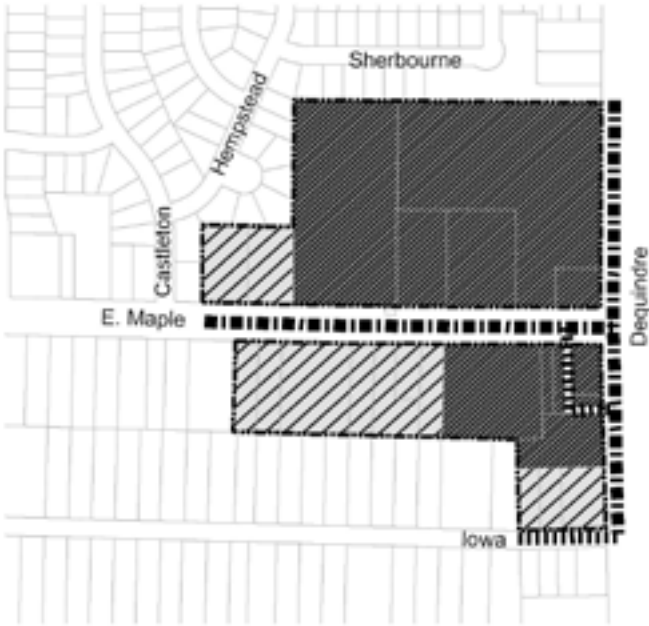 Sherbourne
Hempstead
Castleton
E. Maple
Dequindre
Iowa